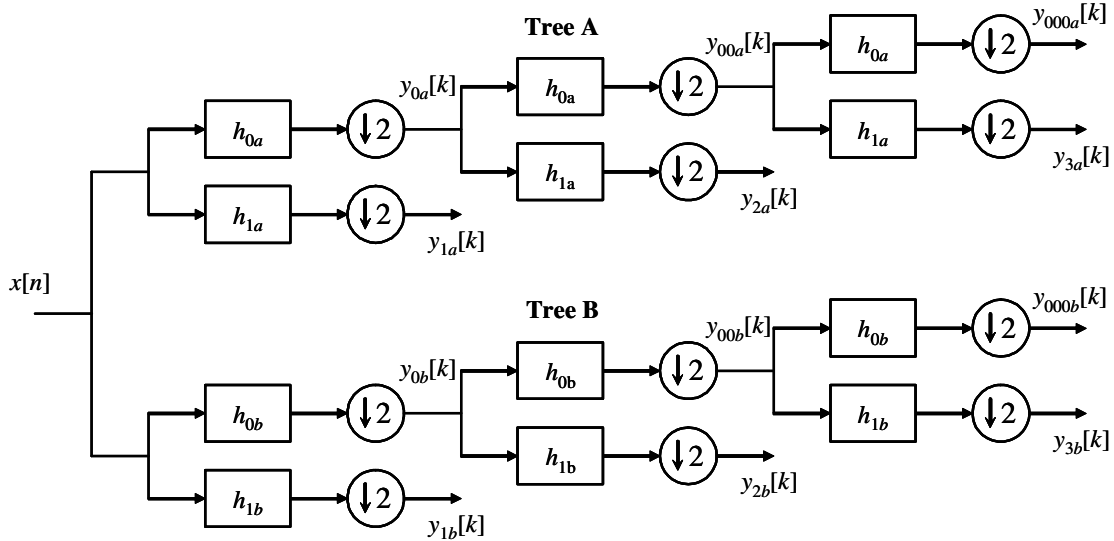 Tree A
y000a[k]
y00a[k]
h0a
↓2
y0a[k]
h0a
↓2
h0a
↓2
h1a
↓2
y3a[k]
h1a
↓2
y2a[k]
h1a
↓2
y1a[k]
x[n]
Tree B
y000b[k]
y00b[k]
h0b
↓2
y0b[k]
h0b
↓2
h0b
↓2
h1b
↓2
y3b[k]
h1b
↓2
y2b[k]
h1b
↓2
y1b[k]